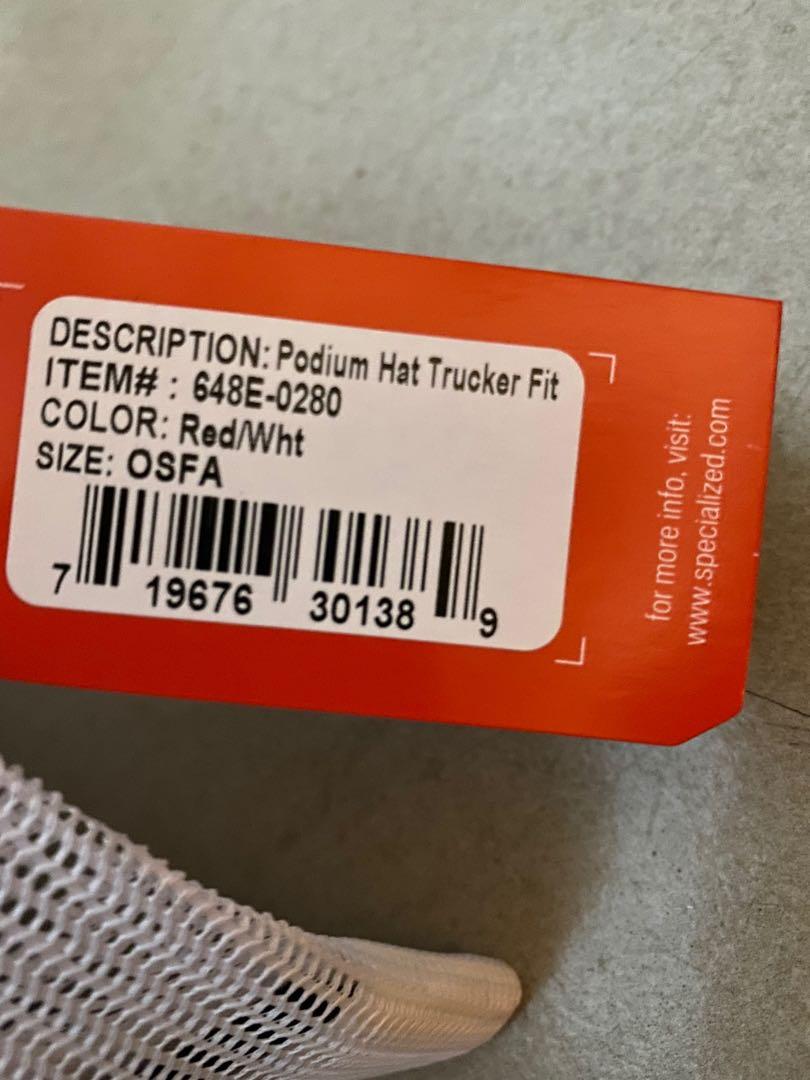 DESCRIPTION: Podium Hat Trucker Fit
ITEM# : 648E-0280
COLOR: Red/Wht
SIZE: OSFA
7 19676 30138 9
for more info, visit:
www.specialized.com